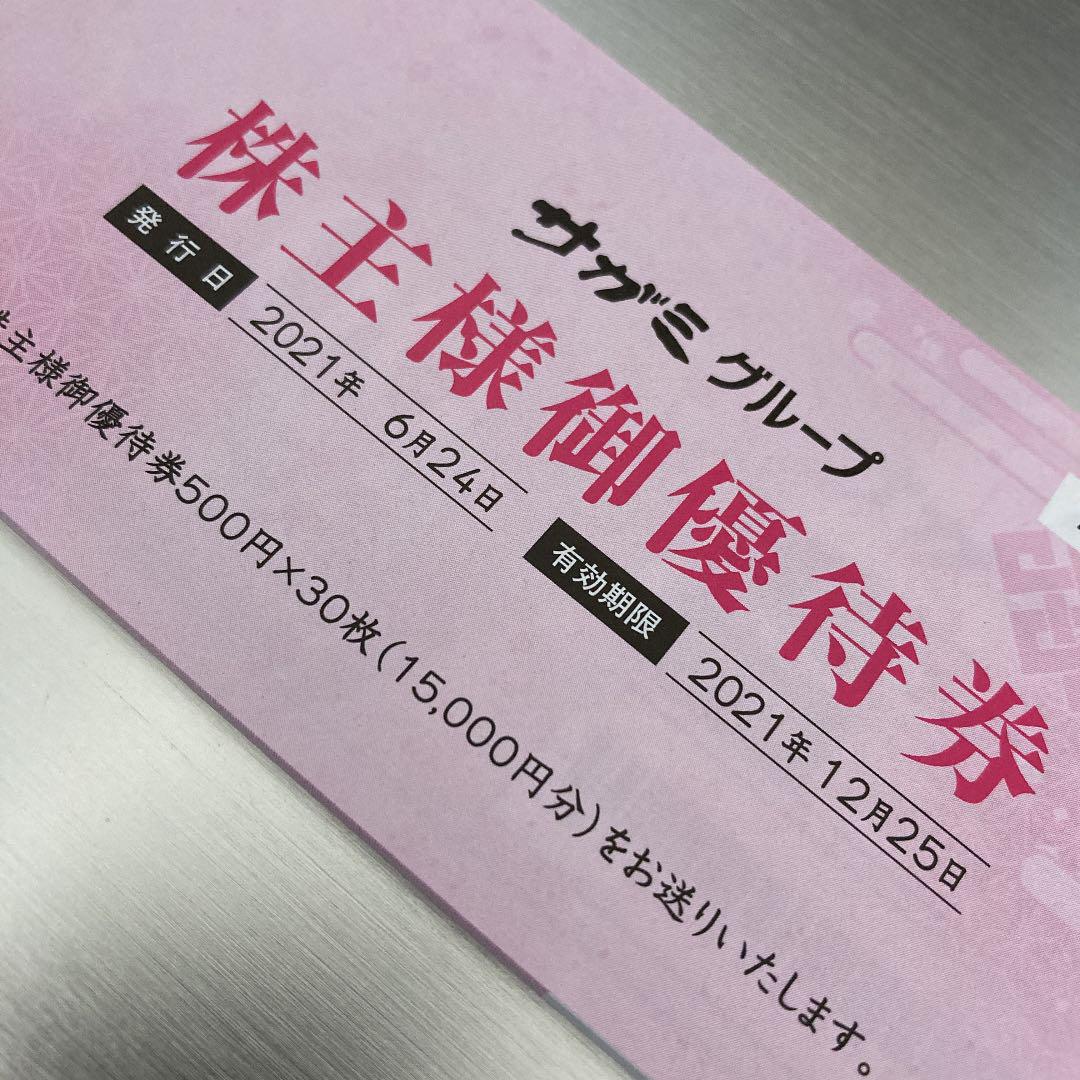 サガミ グループ
株主様御優待券
発行日 2021年 6月24日
有効期限 2021年12月25日
主様御優待券500円×30枚(15,000円分)をお送りいたします。